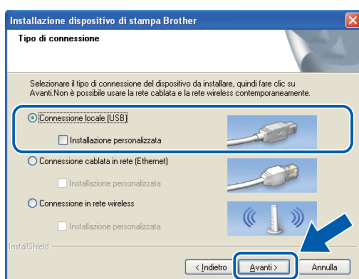 Installazione dispositivo di stampa Brother
Tipo di connessione
Selezionare il tipo di connessione del dispositivo da installare, quindi fare clic su
Avanti.Non è possibile usare la rete cablata e la rete wireless contemporaneamente.
Connessione locale (USB)
Installazione personalizzata
Connessione cablata in rete (Ethernet)
Installazione personalizzata
Connessione in rete wireless
Installazione personalizzata
InstallShield
< Indietro Avanti > Annulla